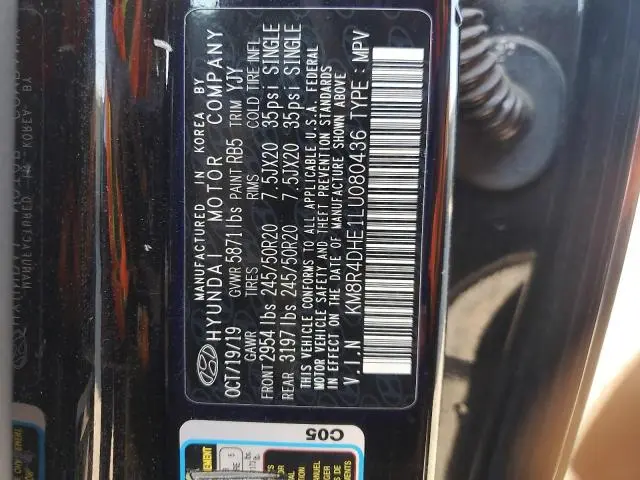 MANUFACTURED IN KOREA BY
HYUNDAI MOTOR COMPANY
OCT/19/19 GVWR 5871lbs PAINT RB5 TRIM YJY
GAWR TIRES RIMS COLD TIRE INFL
FRONT 2954 lbs 245/50R20 7.5JX20 35psi SINGLE
REAR 3197 lbs 245/50R20 7.5JX20 35psi SINGLE
THIS VEHICLE CONFORMS TO ALL APPLICABLE U.S.A. FEDERAL
MOTOR VEHICLE SAFETY AND THEFT PREVENTION STANDARDS
IN EFFECT ON THE DATE OF MANUFACTURE SHOWN ABOVE
V.I.N KM8R4DHE1LU080436 TYPE : MPV
C05